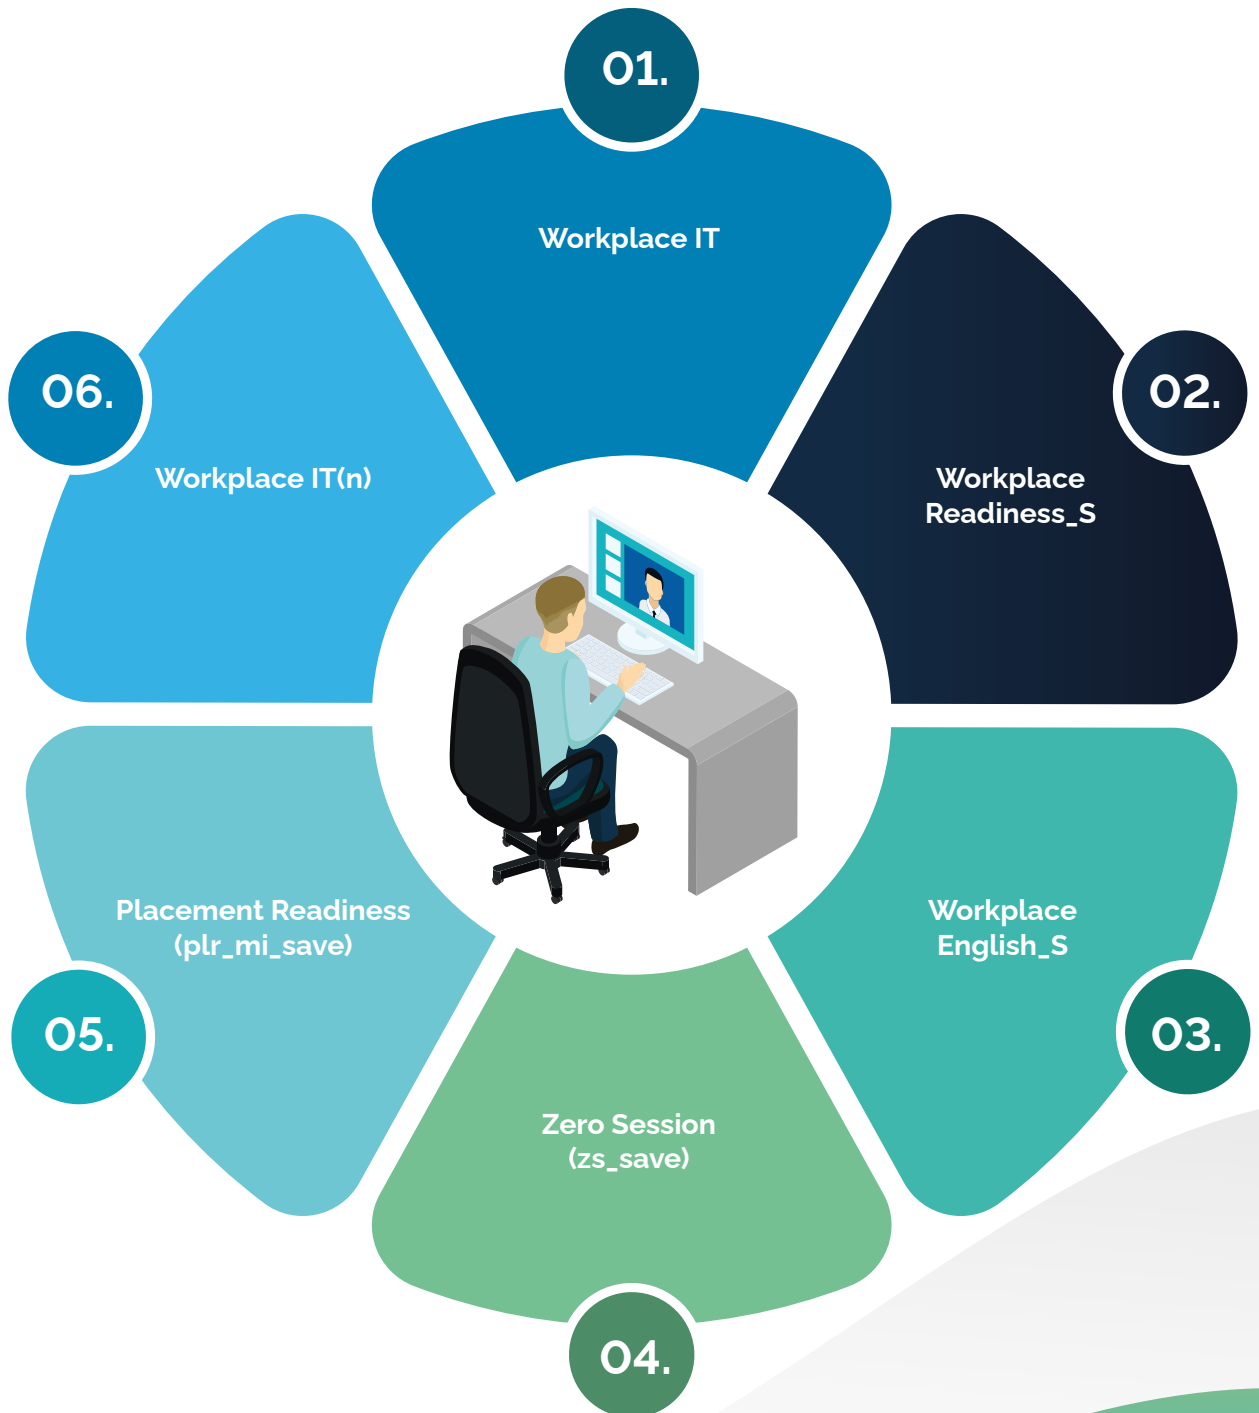 01.
Workplace IT
02.
Workplace
Readiness_S
03.
Workplace
English_S
04.
Zero Session
(zs_save)
05.
Placement Readiness
(plr_mi_save)
06.
Workplace IT(n)